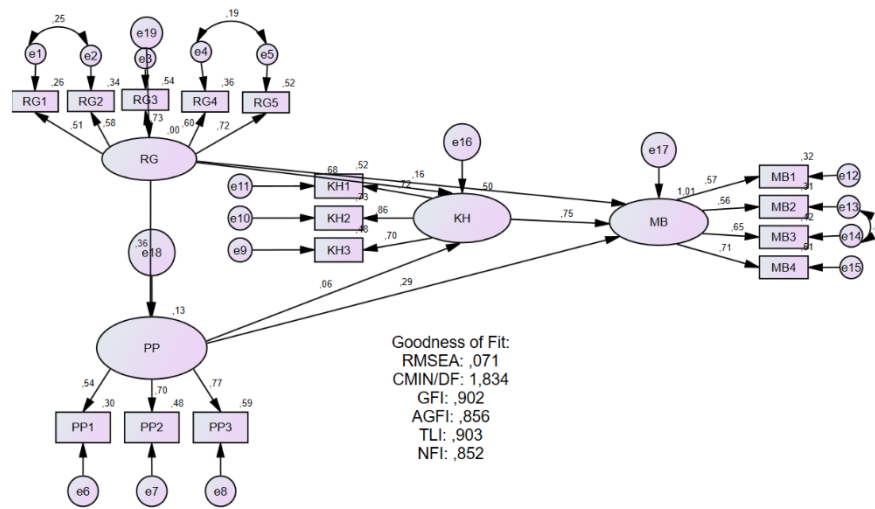 ,25 ,19
e1 e2 e19 e3 e4 e5
,26 ,34 ,54 ,36 ,52
RG1 RG2 RG3 RG4 RG5
,51 ,58 ,73 ,60 ,72
,00
RG
e16 e17
,68 ,52 ,16 ,50
e11 KH1 ,72
,73
e10 KH2 ,86 KH ,75 MB 1,01
,48
e9 KH3 ,70
,32
,57 MB1 e12
,31
,56 MB2 e13
,42
,65 MB3 e14
,51
,71 MB4 e15
,36
e18
,06 ,29
,13
PP
,54 ,70 ,77
,30 ,48 ,59
PP1 PP2 PP3
e6 e7 e8
Goodness of Fit:
RMSEA: ,071
CMIN/DF: 1,834
GFI: ,902
AGFI: ,856
TLI: ,903
NFI: ,852